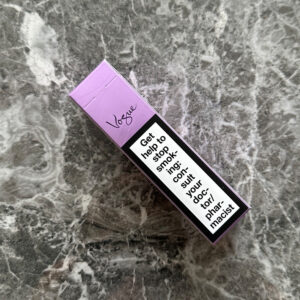 Vogue
Get
help to
stop
smok-
ing:
con-
sult
your
doc-
tor/
phar-
macist